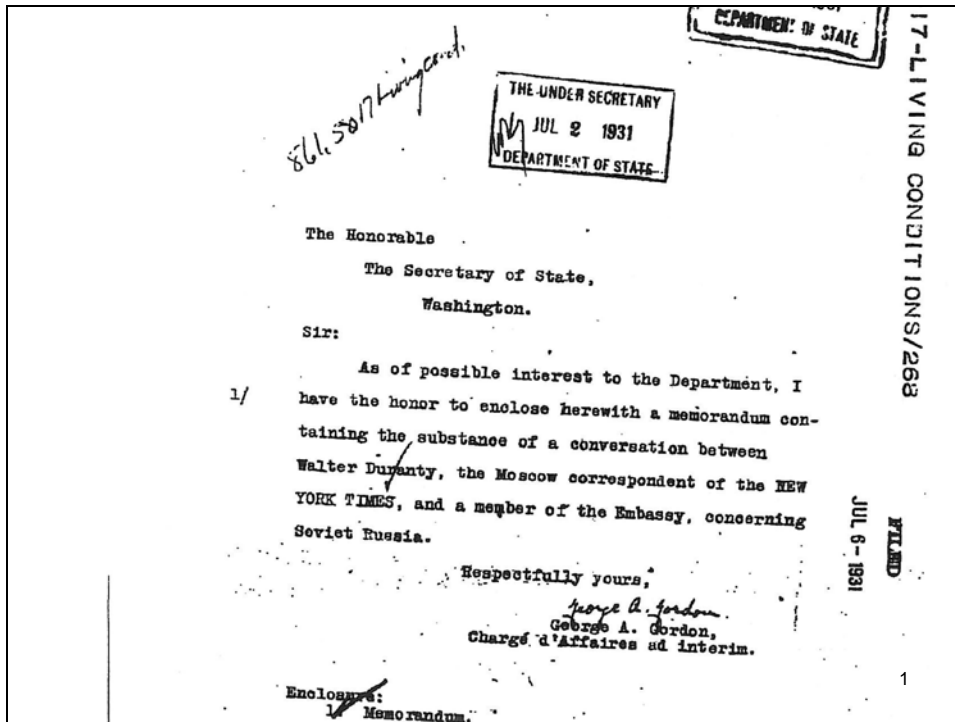 DEPARTMENT OF STATE
861.5017 Living Cond.
THE UNDER SECRETARY
JUL 2 1931
DEPARTMENT OF STATE
17-LIVING CONDITIONS/268
The Honorable
The Secretary of State,
Washington.
Sir:
As of possible interest to the Department, I
1/
have the honor to enclose herewith a memorandum con-
taining the substance of a conversation between
Walter Duranty, the Moscow correspondent of the NEW
YORK TIMES, and a member of the Embassy, concerning
Soviet Russia.
Respectfully yours,
George A. Gordon
George A. Gordon,
Chargé d'Affaires ad interim.
FILED
JUL 6-1931
Enclosure:
1. Memorandum.
1